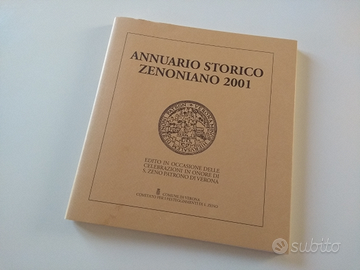 ANNUARIO STORICO
ZENONIANO 2001
EDITO IN OCCASIONE DELLE
CELEBRAZIONI IN ONORE DI
S. ZENO PATRONO DI VERONA
COMUNE DI VERONA
subito